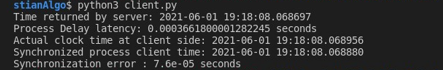 stianAlgo$ python3 client.py
Time returned by server: 2021-06-01 19:18:08.068697
Process Delay latency: 0.0003661800001282245 seconds
Actual clock time at client side: 2021-06-01 19:18:08.068956
Synchronized process client time: 2021-06-01 19:18:08.068880
Synchronization error : 7.6e-05 seconds